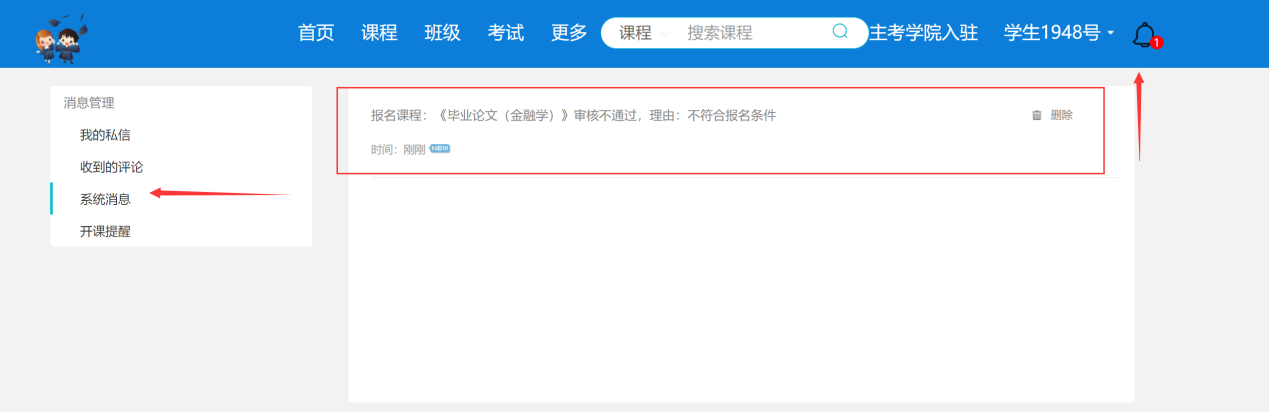 首页 课程 班级 考试 更多 课程 搜索课程 主考学院入驻 学生1948号 1
消息管理
我的私信
收到的评论
系统消息
开课提醒
报名课程：《毕业论文（金融学）》审核不通过，理由：不符合报名条件 删除
时间：刚刚 NEW